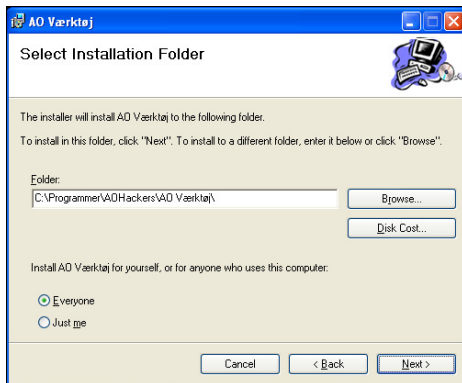 AO Værktøj
Select Installation Folder
The installer will install AO Værktøj to the following folder.
To install in this folder, click "Next". To install to a different folder, enter it below or click "Browse".
Folder:
C:\Programmer\AOHackers\AO Værktøj\
Browse...
Disk Cost...
Install AO Værktøj for yourself, or for anyone who uses this computer:
Everyone
Just me
Cancel
< Back
Next >